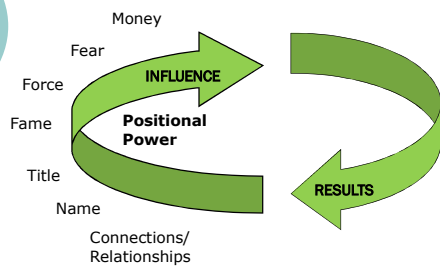 Money
Fear
INFLUENCE
Force
Fame
Positional
Power
Title
RESULTS
Name
Connections/
Relationships